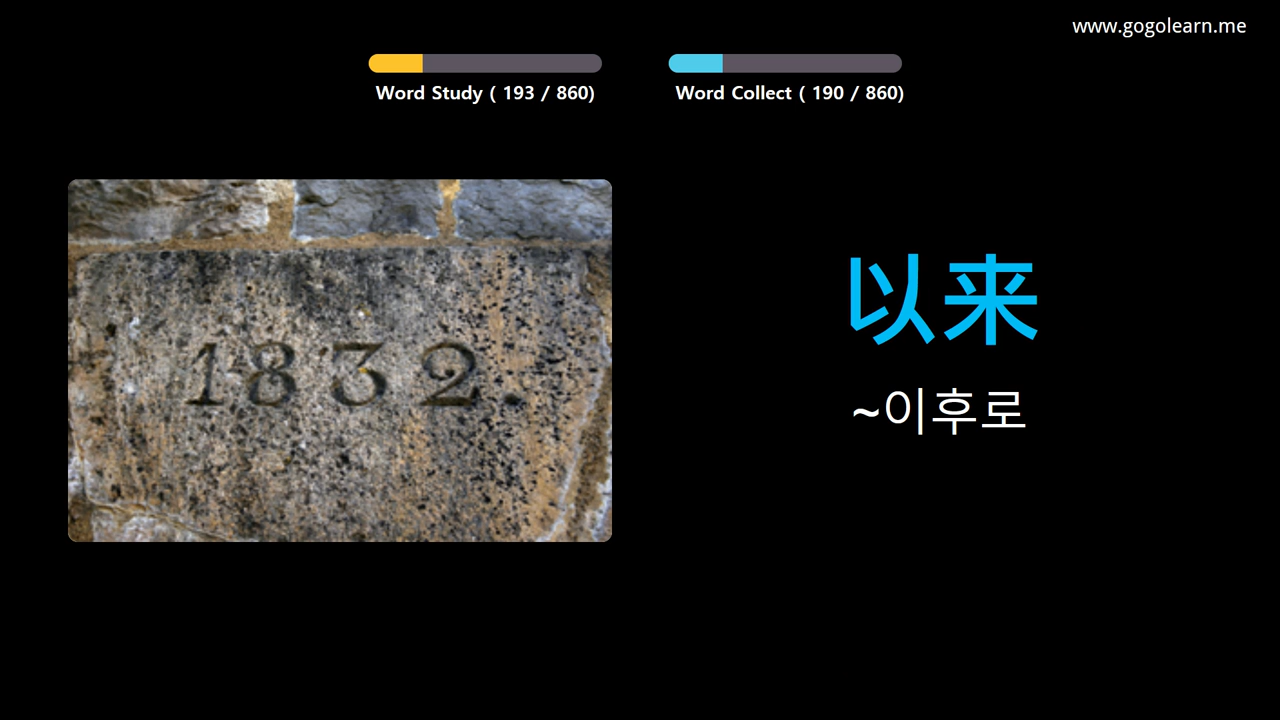 www.gogolearn.me
Word Study ( 193 / 860)
Word Collect ( 190 / 860)
1832.
以来
~이후로